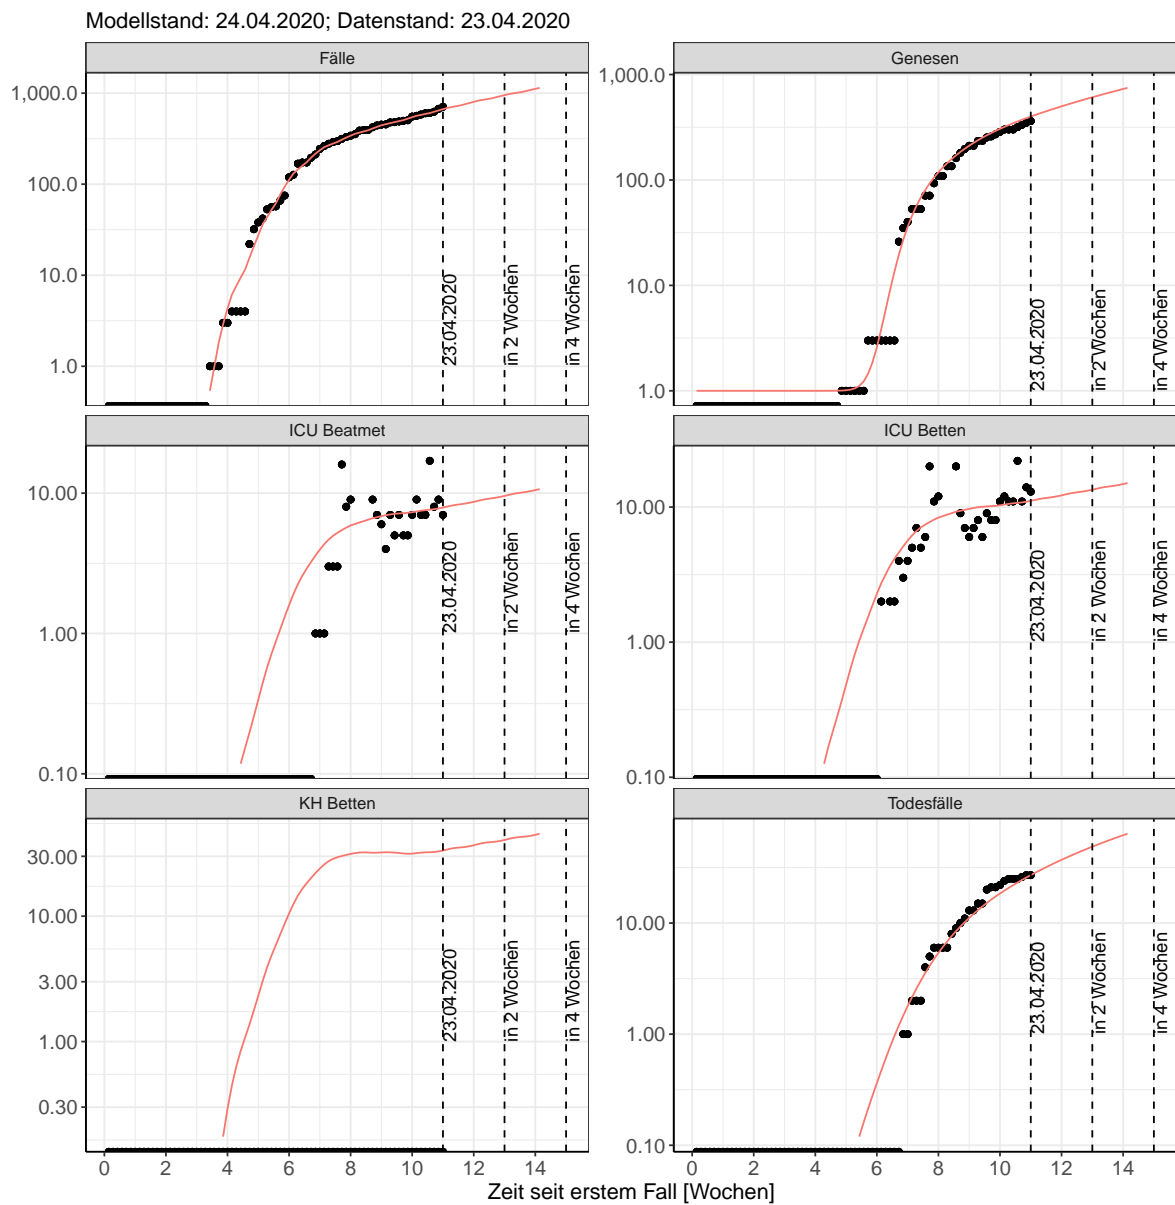 Modellstand: 24.04.2020; Datenstand: 23.04.2020
Fälle
1,000.0
100.0
10.0
1.0
23.04.2020
in 2 Wochen
in 4 Wochen
Genesen
1,000.0
100.0
10.0
1.0
23.04.2020
in 2 Wochen
in 4 Wochen
ICU Beatmet
10.00
1.00
0.10
23.04.2020
in 2 Wochen
in 4 Wochen
ICU Betten
10.00
1.00
0.10
23.04.2020
in 2 Wochen
in 4 Wochen
KH Betten
30.00
10.00
3.00
1.00
0.30
23.04.2020
in 2 Wochen
in 4 Wochen
0 2 4 6 8 10 12 14
Todesfälle
10.00
1.00
0.10
23.04.2020
in 2 Wochen
in 4 Wochen
0 2 4 6 8 10 12 14
Zeit seit erstem Fall [Wochen]